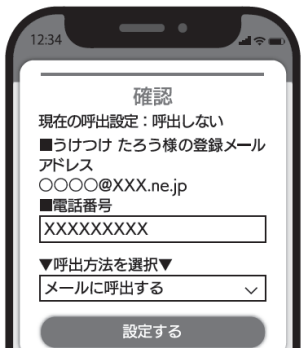 12:34
確認
現在の呼出設定：呼出しない
■うけつけ たろう様の登録メール
アドレス
○○○○@XXX.ne.jp
■電話番号
XXXXXXXXX
▼呼出方法を選択▼
メールに呼出する
設定する